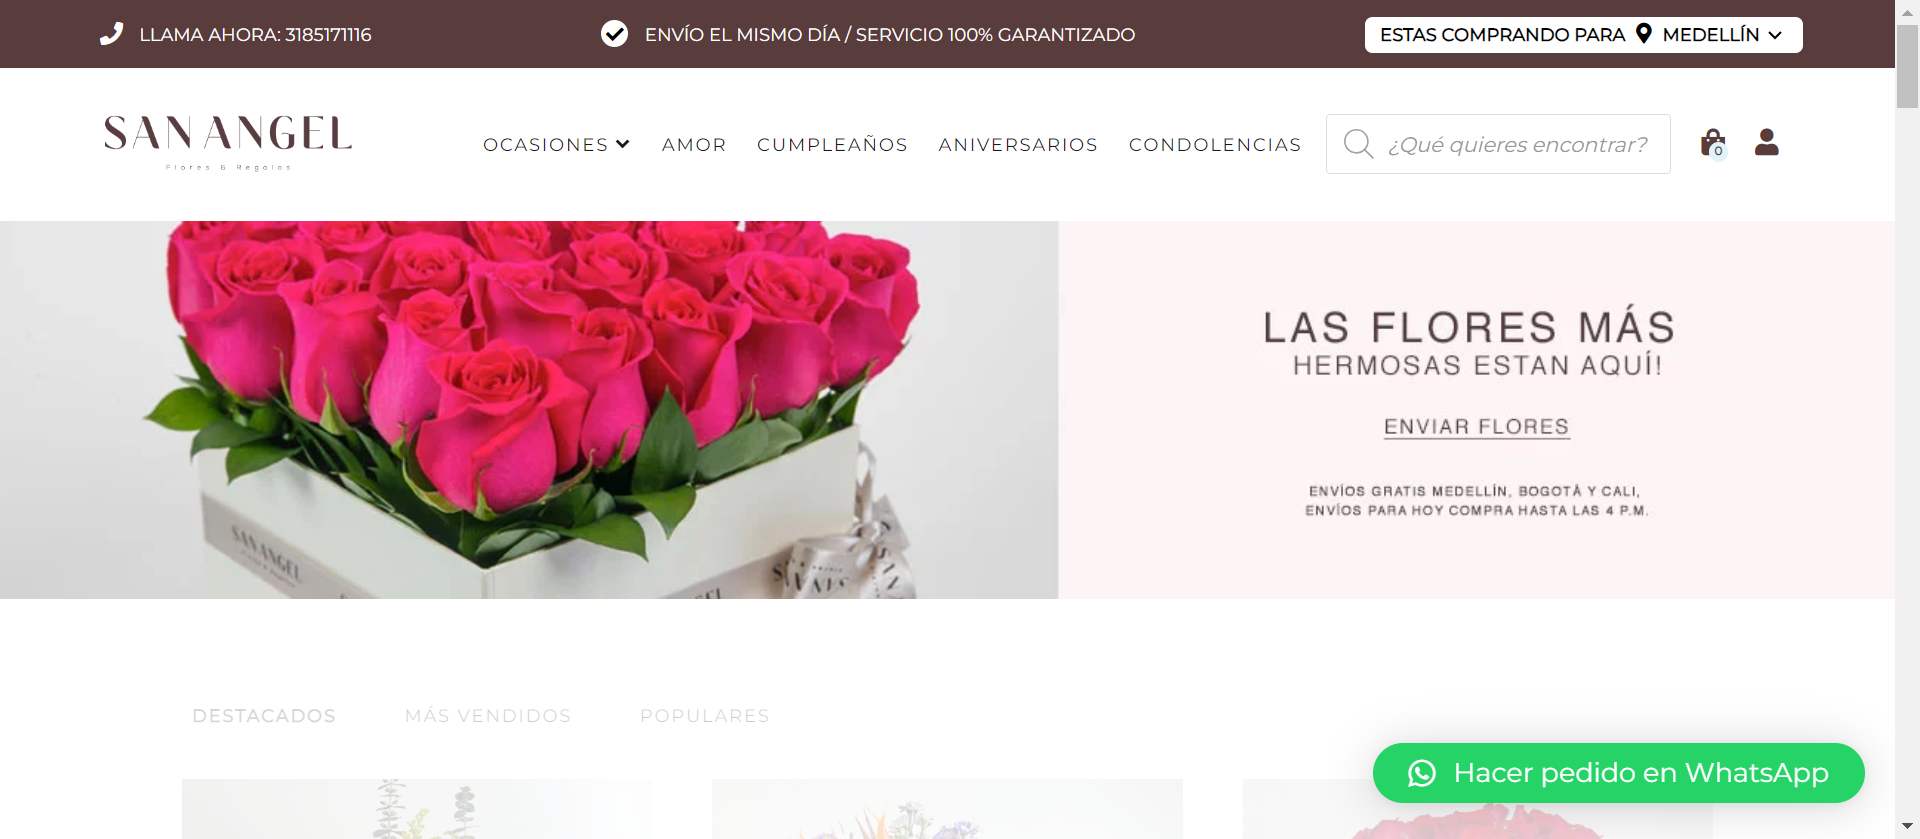 LLAMA AHORA: 3185171116
ENVÍO EL MISMO DÍA / SERVICIO 100% GARANTIZADO
ESTAS COMPRANDO PARA MEDELLÍN
SAN ANGEL
Flores & Regalos
OCASIONES
AMOR
CUMPLEAÑOS
ANIVERSARIOS
CONDOLENCIAS
¿Qué quieres encontrar?
0
LAS FLORES MÁS
HERMOSAS ESTAN AQUÍ!
ENVIAR FLORES
ENVÍOS GRATIS MEDELLÍN, BOGOTÁ Y CALI,
ENVÍOS PARA HOY COMPRA HASTA LAS 4 P.M.
SAN ANGEL
DESTACADOS
MÁS VENDIDOS
POPULARES
Hacer pedido en WhatsApp